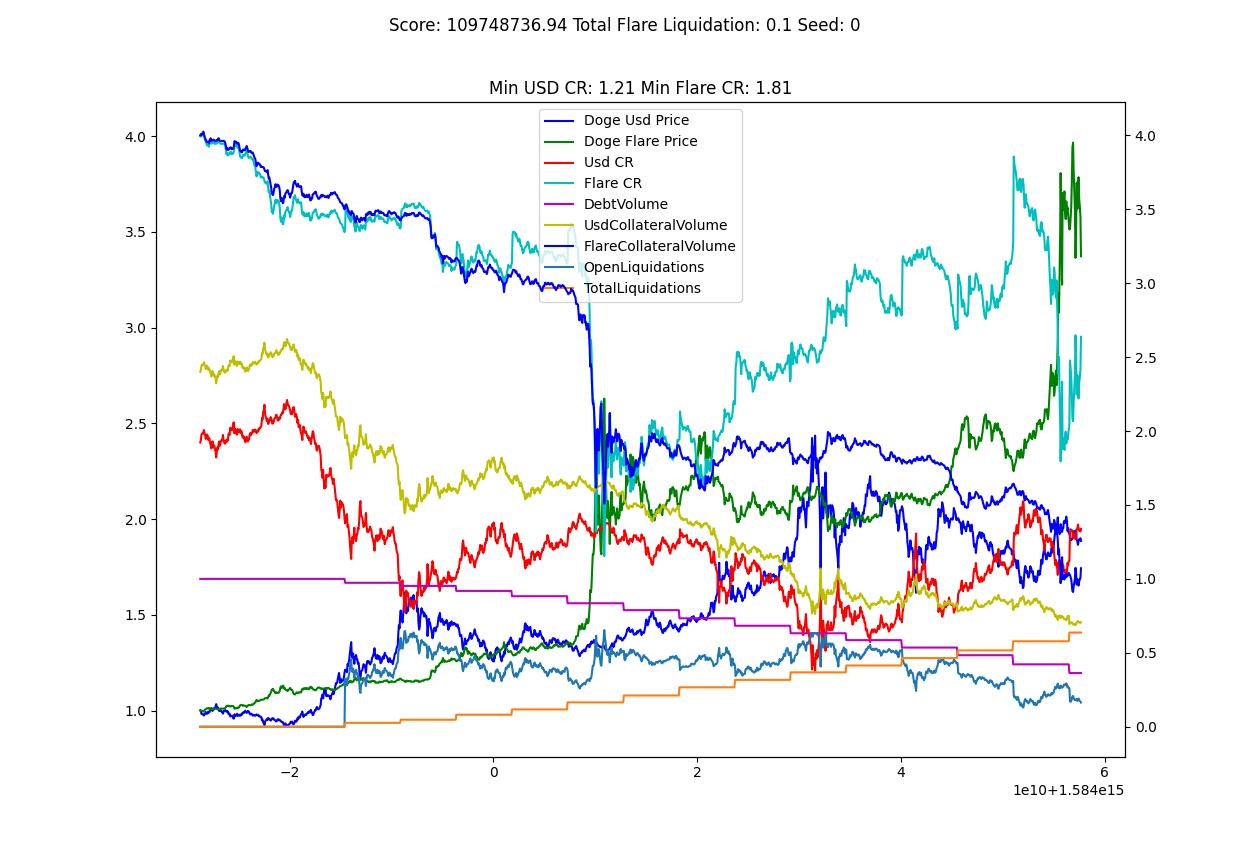 Score: 109748736.94 Total Flare Liquidation: 0.1 Seed: 0
Min USD CR: 1.21 Min Flare CR: 1.81
Doge Usd Price
Doge Flare Price
Usd CR
Flare CR
DebtVolume
UsdCollateralVolume
FlareCollateralVolume
OpenLiquidations
TotalLiquidations
4.0
3.5
3.0
2.5
2.0
1.5
1.0
4.0
3.5
3.0
2.5
2.0
1.5
1.0
0.5
0.0
−2 0 2 4 6
1e10+1.584e15